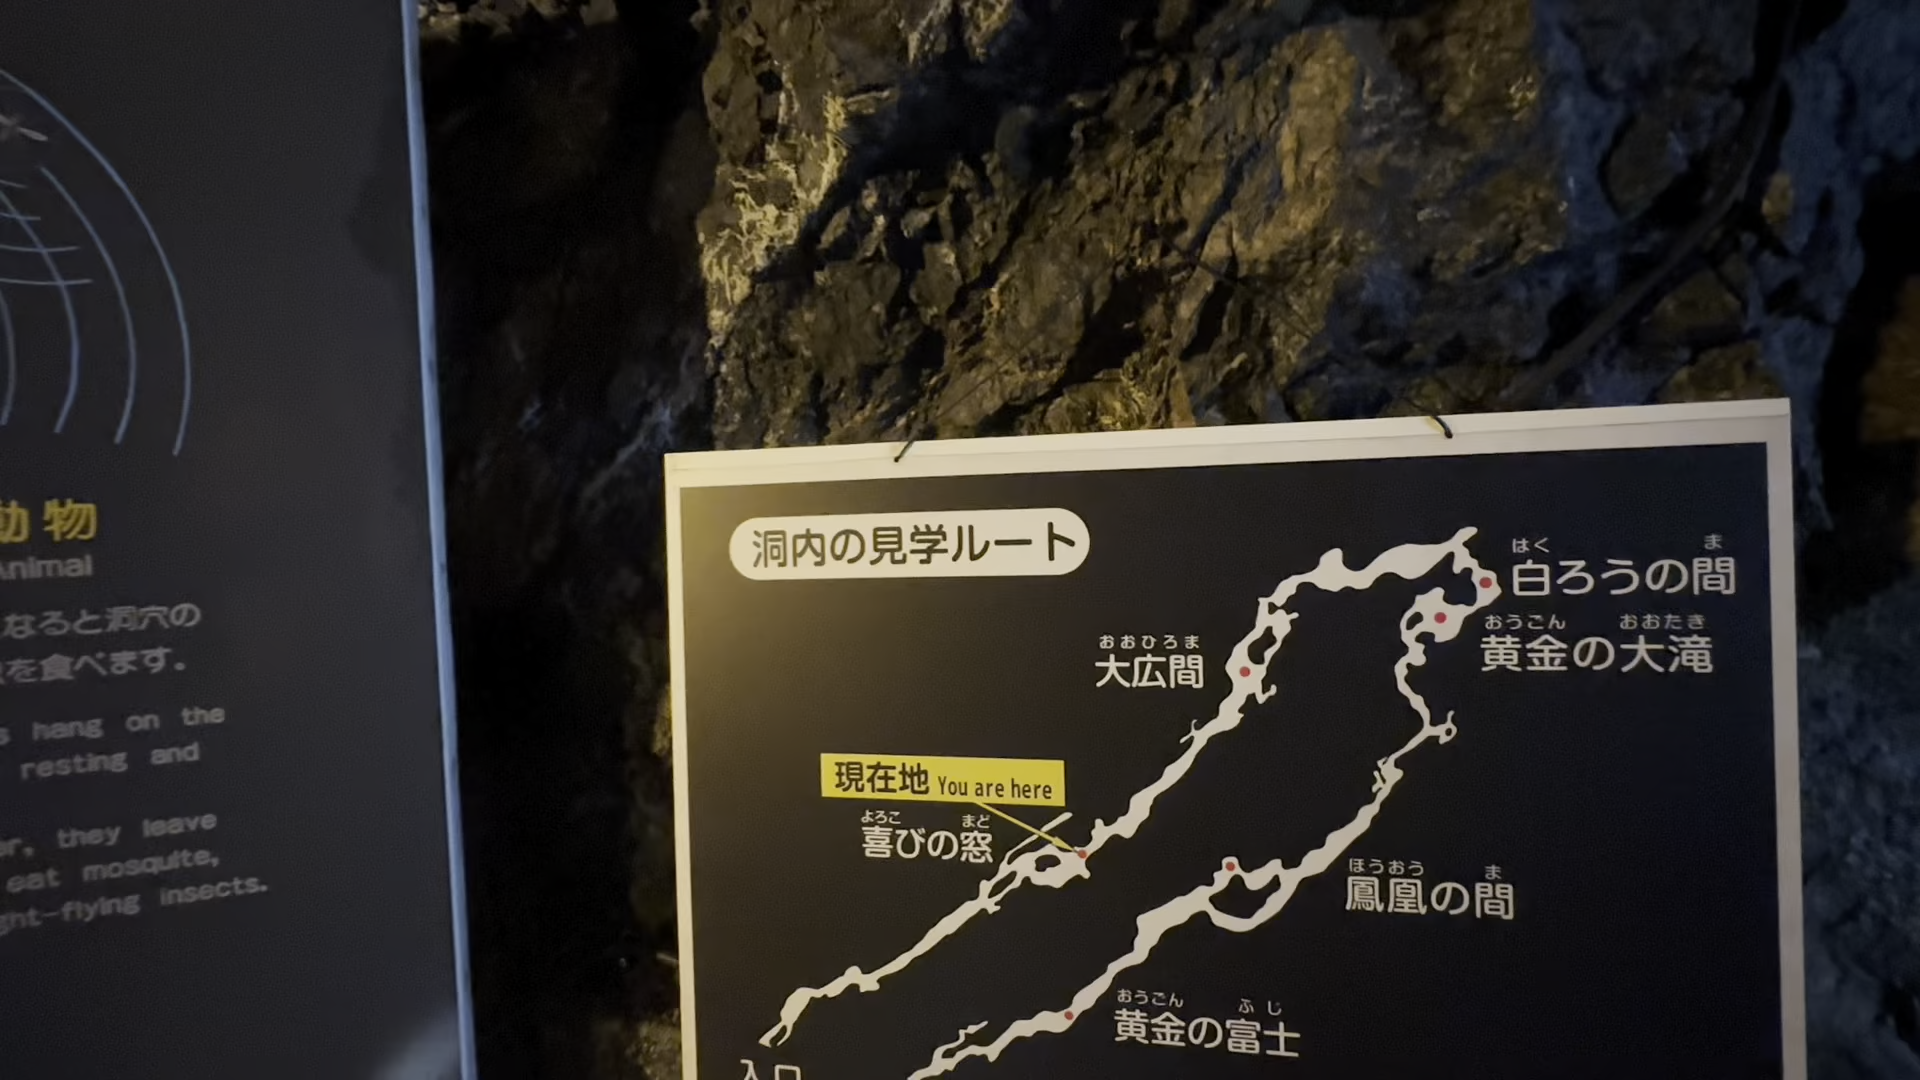 動物
Animal
なると洞穴の
を食べます。
hang on the
resting and
they leave
eat mosquite,
ght-flying insects.
洞内の見学ルート
はく ま
白ろうの間
おうごん おおたき
黄金の大滝
おおひろま
大広間
現在地 You are here
よろこ まど
喜びの窓
ほうおう ま
鳳凰の間
おうごん ふじ
黄金の富士
入口